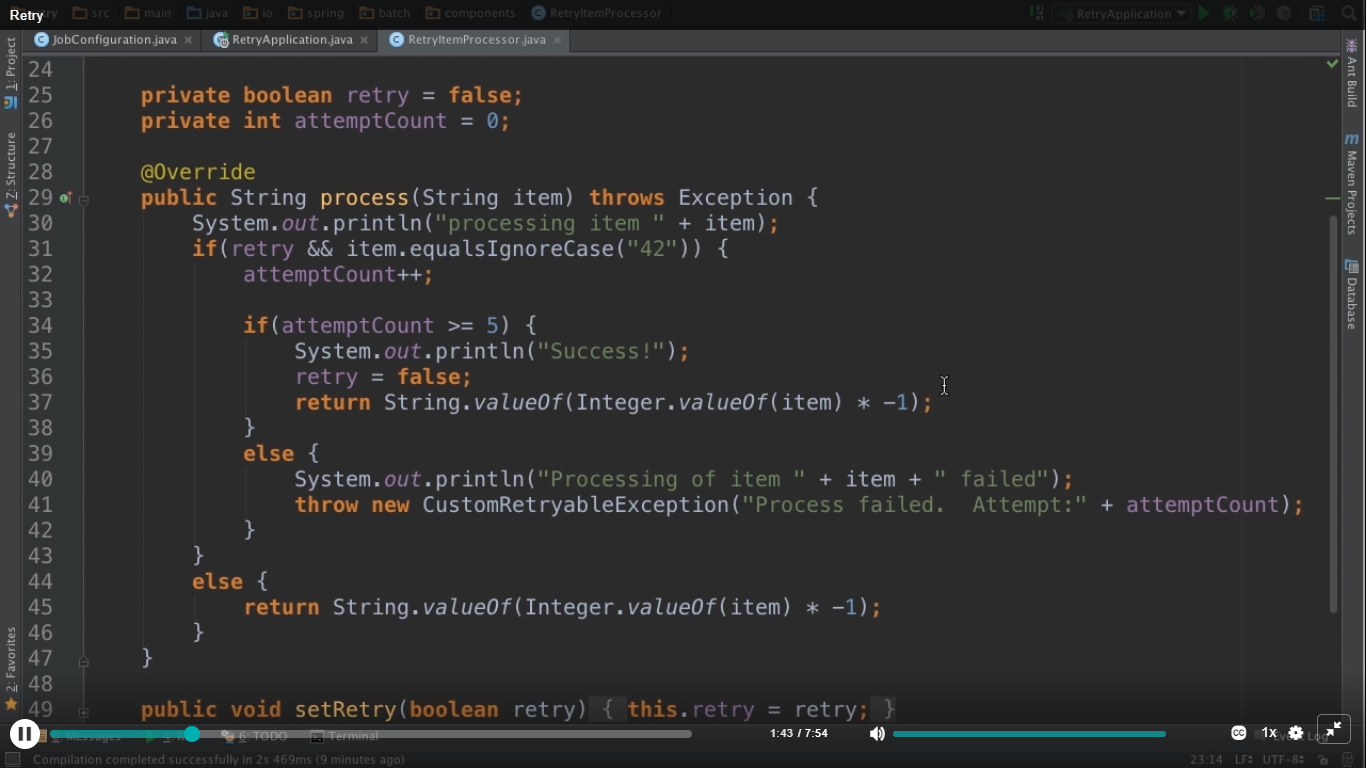 Retry
src main java io spring batch components RetryItemProcessor RetryApplication
JobConfiguration.java RetryApplication.java RetryItemProcessor.java
1: Project
Z: Structure
2: Favorites
24
25 private boolean retry = false;
26 private int attemptCount = 0;
27
28 @Override
29 public String process(String item) throws Exception {
30 System.out.println("processing item " + item);
31 if(retry && item.equalsIgnoreCase("42")) {
32 attemptCount++;
33
34 if(attemptCount >= 5) {
35 System.out.println("Success!");
36 retry = false;
37 return String.valueOf(Integer.valueOf(item) * -1);
38 }
39 else {
40 System.out.println("Processing of item " + item + " failed");
41 throw new CustomRetryableException("Process failed.  Attempt:" + attemptCount);
42 }
43 }
44 else {
45 return String.valueOf(Integer.valueOf(item) * -1);
46 }
47 }
48
49 public void setRetry(boolean retry) { this.retry = retry; }
Ant Build
Maven Projects
Database
1:43 / 7:54 CC 1x
6: TODO Terminal Log
Compilation completed successfully in 2s 469ms (9 minutes ago) 23:14 LF UTF-8